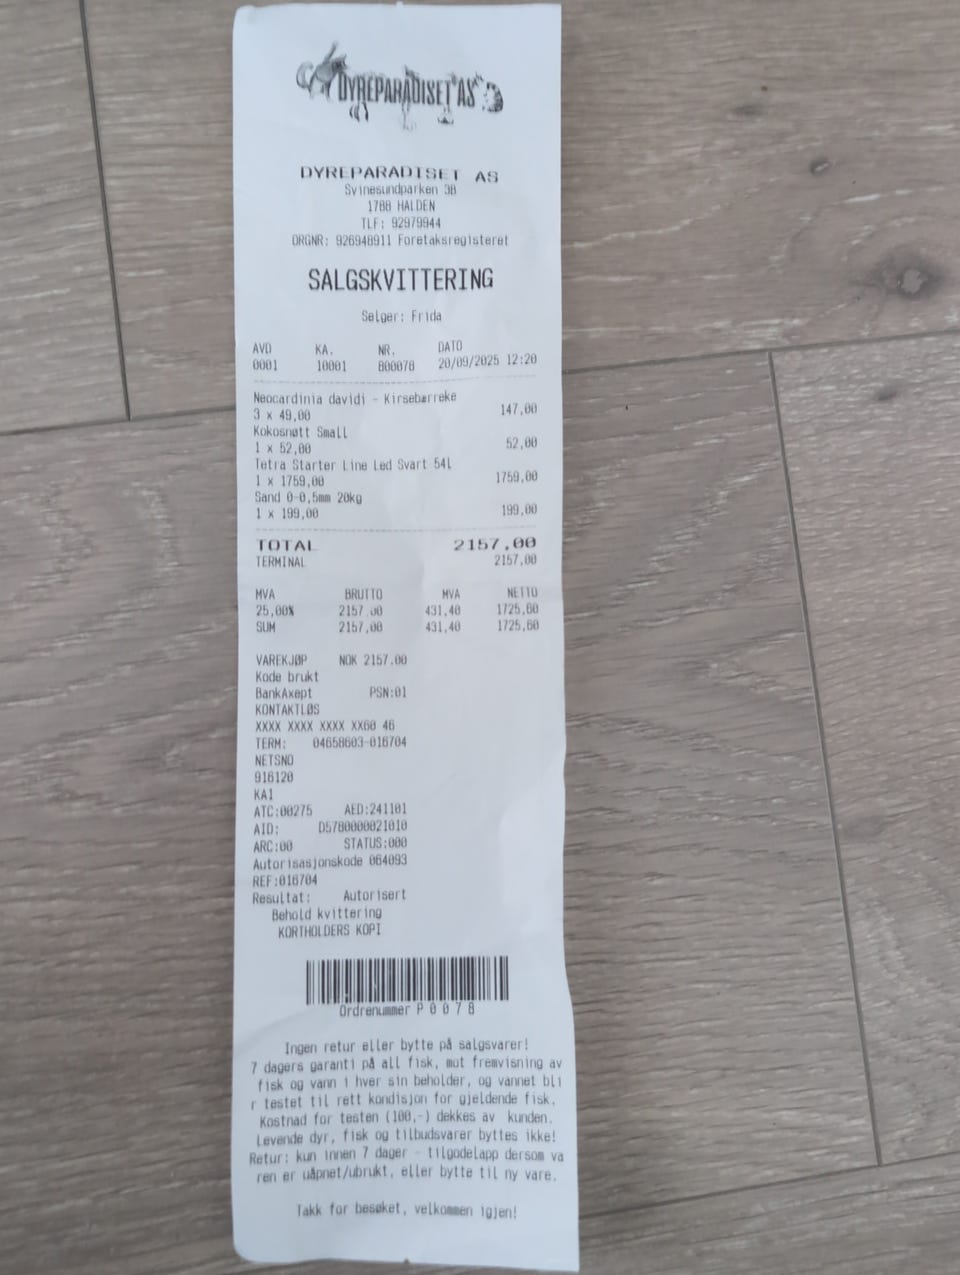 DYREPARADISET AS
DYREPARADISET AS
Svinesundparken 3B
1788 HALDEN
TLF: 92979944
ORGNR: 926948911 Foretaksregisteret
SALGSKVITTERING
Selger: Frida
AVD KA. NR. DATO
0001 10001 B00078 20/09/2025 12:20
Neocardinia davidi - Kirsebærreke
3 x 49,00 147,00
Kokosnøtt Small
1 x 52,00 52,00
Tetra Starter Line Led Svart 54l
1 x 1759,00 1759,00
Sand 0-0,5mm 20kg
1 x 199,00 199,00
TOTAL 2157,00
TERMINAL 2157,00
MVA BRUTTO MVA NETTO
25,00% 2157,00 431,40 1725,60
SUM 2157,00 431,40 1725,60
VAREKJØP NOK 2157.00
Kode brukt
BankAxept PSN:01
KONTAKTLØS
XXXX XXXX XXXX XX60 46
TERM: 04658603-016704
NETSNO
916120
KA1
ATC:00275 AED:241101
AID: D5780000021010
ARC:00 STATUS:000
Autorisasjonskode 064093
REF:016704
Resultat: Autorisert
Behold kvittering
KORTHOLDERS KOPI
Ordrenummer P 0 0 7 8
Ingen retur eller bytte på salgsvarer!
7 dagers garanti på all fisk, mot fremvisning av
fisk og vann i hver sin beholder, og vannet bli
r testet til rett kondisjon for gjeldende fisk.
Kostnad for testen (100,-) dekkes av kunden.
Levende dyr, fisk og tilbudsvarer byttes ikke!
Retur: kun innen 7 dager - tilgodelapp dersom va
ren er uåpnet/ubrukt, eller bytte til ny vare.
Takk for besøket, velkommen igjen!